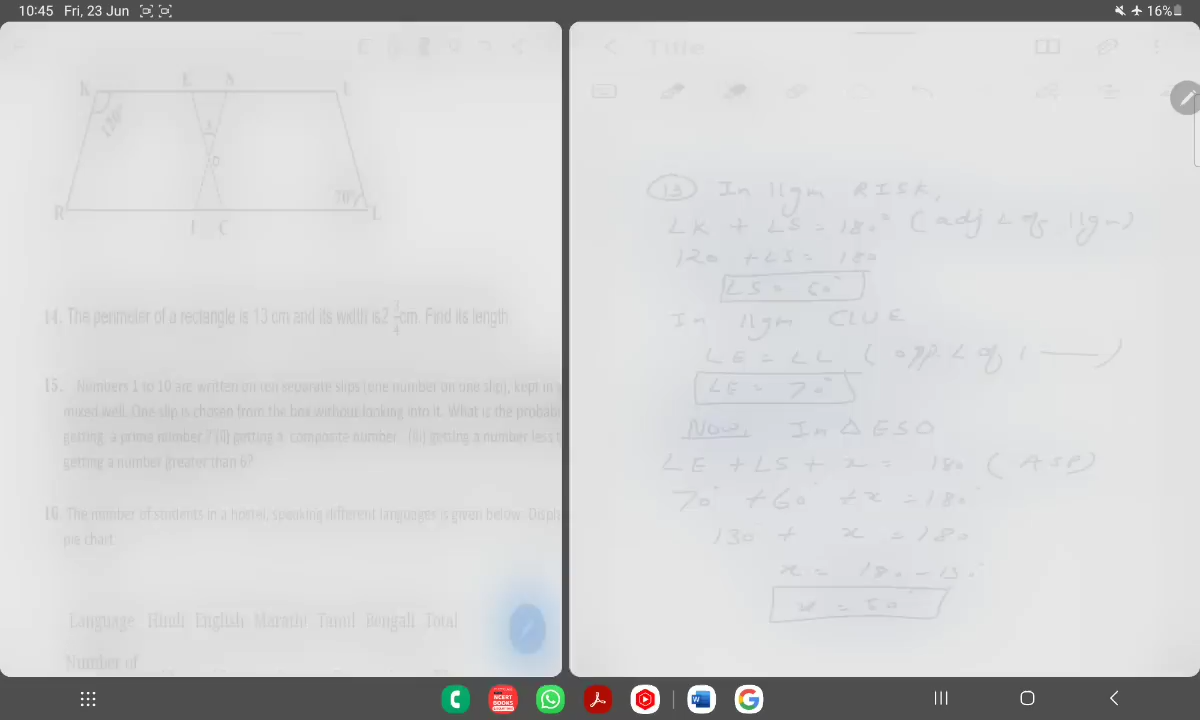 10:45 Fri, 23 Jun
16%
K E S L
120°
x
O
70°
R I C L
14. The perimeter of a rectangle is 13 cm and its width is 2 3/4 cm. Find its length
15. Numbers 1 to 10 are written on ten separate slips (one number on one slip), kept in a
mixed well. One slip is chosen from the box without looking into it. What is the probabi
getting a prime number ? (ii) getting a composite number. (iii) getting a number less t
getting a number greater than 6?
16. The number of students in a hostel, speaking different languages is given below. Displa
pie chart.
Language Hindi English Marathi Tamil Bengali Total
Number of
Title
13 In llgm RISK,
∠K + ∠S = 180° (adj ∠ of llgm)
120 + ∠S = 180
∠S = 60°
In llgm CLUE
∠E = ∠L (opp. ∠ of
∠E = 70°
Now, In △ ESO
∠E + ∠S + x = 180 (ASP)
70° + 60° + x = 180°
130° + x = 180
x = 180 - 130°
x = 50°
NCERT
BOOKS
W